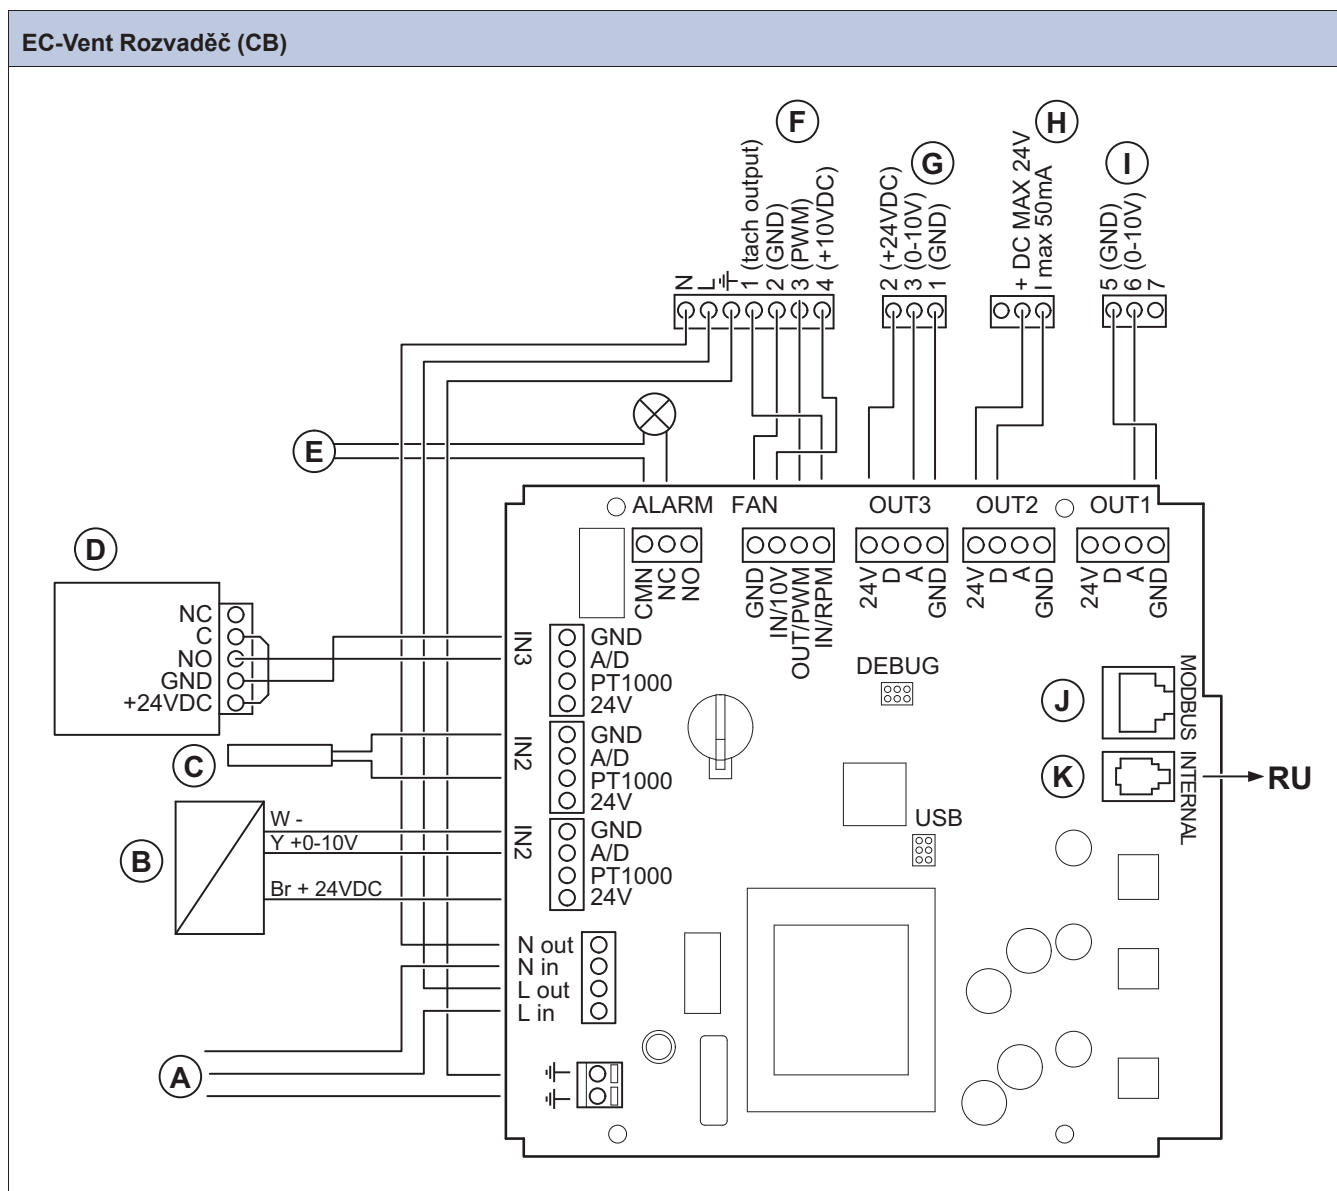 EC-Vent Rozvaděč (CB)
F
H
G
I
N
L
1 (tach output)
2 (GND)
3 (PWM)
4 (+10VDC)
2 (+24VDC)
3 (0-10V)
1 (GND)
+ DC MAX 24V
I max 50mA
5 (GND)
6 (0-10V)
7
E
ALARM
FAN
OUT3
OUT2
OUT1
CMN
NC
NO
GND
IN/10V
OUT/PWM
IN/RPM
24V
D
A
GND
24V
D
A
GND
24V
D
A
GND
D
NC
C
NO
GND
+24VDC
IN3
GND
A/D
PT1000
24V
DEBUG
J
MODBUS
C
IN2
GND
A/D
PT1000
24V
K
INTERNAL
RU
B
W -
Y +0-10V
Br + 24VDC
IN2
GND
A/D
PT1000
24V
USB
N out
N in
L out
L in
A